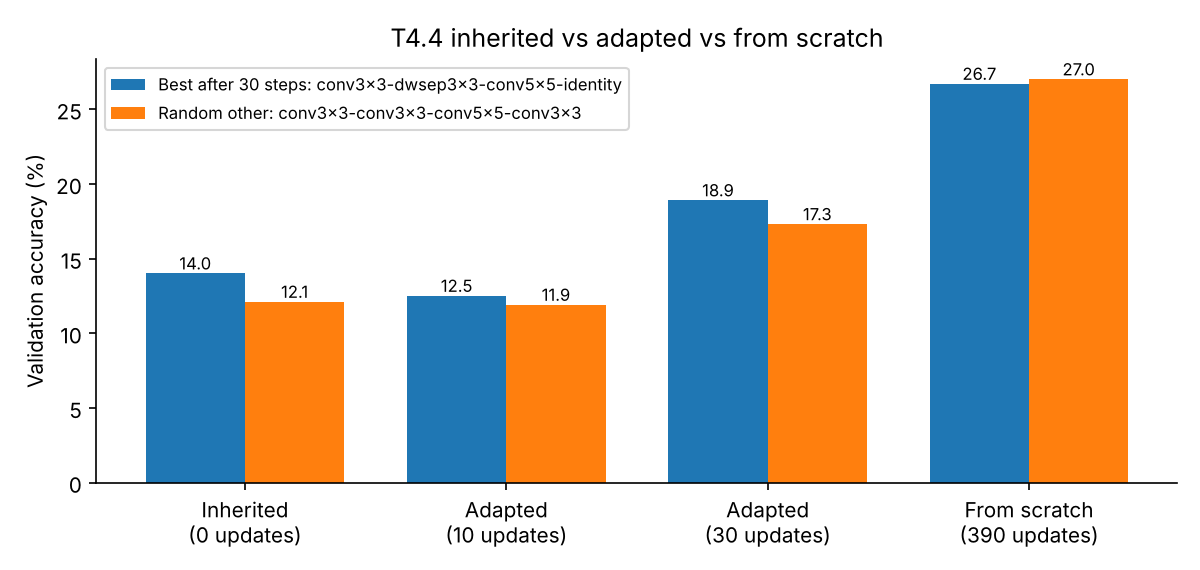 T4.4 inherited vs adapted vs from scratch
Best after 30 steps: conv3×3-dwsep3×3-conv5×5-identity
Random other: conv3×3-conv3×3-conv5×5-conv3×3
Validation accuracy (%)
25
20
15
10
5
0
14.0
12.1
12.5
11.9
18.9
17.3
26.7
27.0
Inherited
(0 updates)
Adapted
(10 updates)
Adapted
(30 updates)
From scratch
(390 updates)